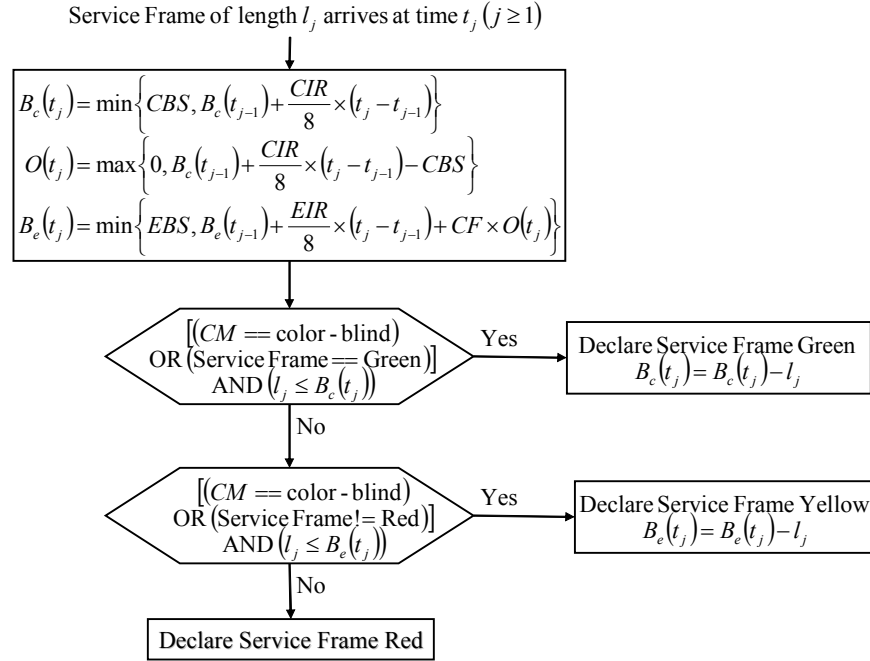 Service Frame of length l_j arrives at time t_j (j ≥ 1)
B_c(t_j) = min{CBS, B_c(t_{j-1}) + CIR/8 × (t_j − t_{j-1})}
O(t_j) = max{0, B_c(t_{j-1}) + CIR/8 × (t_j − t_{j-1}) − CBS}
B_e(t_j) = min{EBS, B_e(t_{j-1}) + EIR/8 × (t_j − t_{j-1}) + CF × O(t_j)}
[(CM == color - blind)
OR (Service Frame == Green)]
AND (l_j ≤ B_c(t_j))
Yes
Declare Service Frame Green
B_c(t_j) = B_c(t_j) − l_j
No
[(CM == color - blind)
OR (Service Frame != Red)]
AND (l_j ≤ B_e(t_j))
Yes
Declare Service Frame Yellow
B_e(t_j) = B_e(t_j) − l_j
No
Declare Service Frame Red